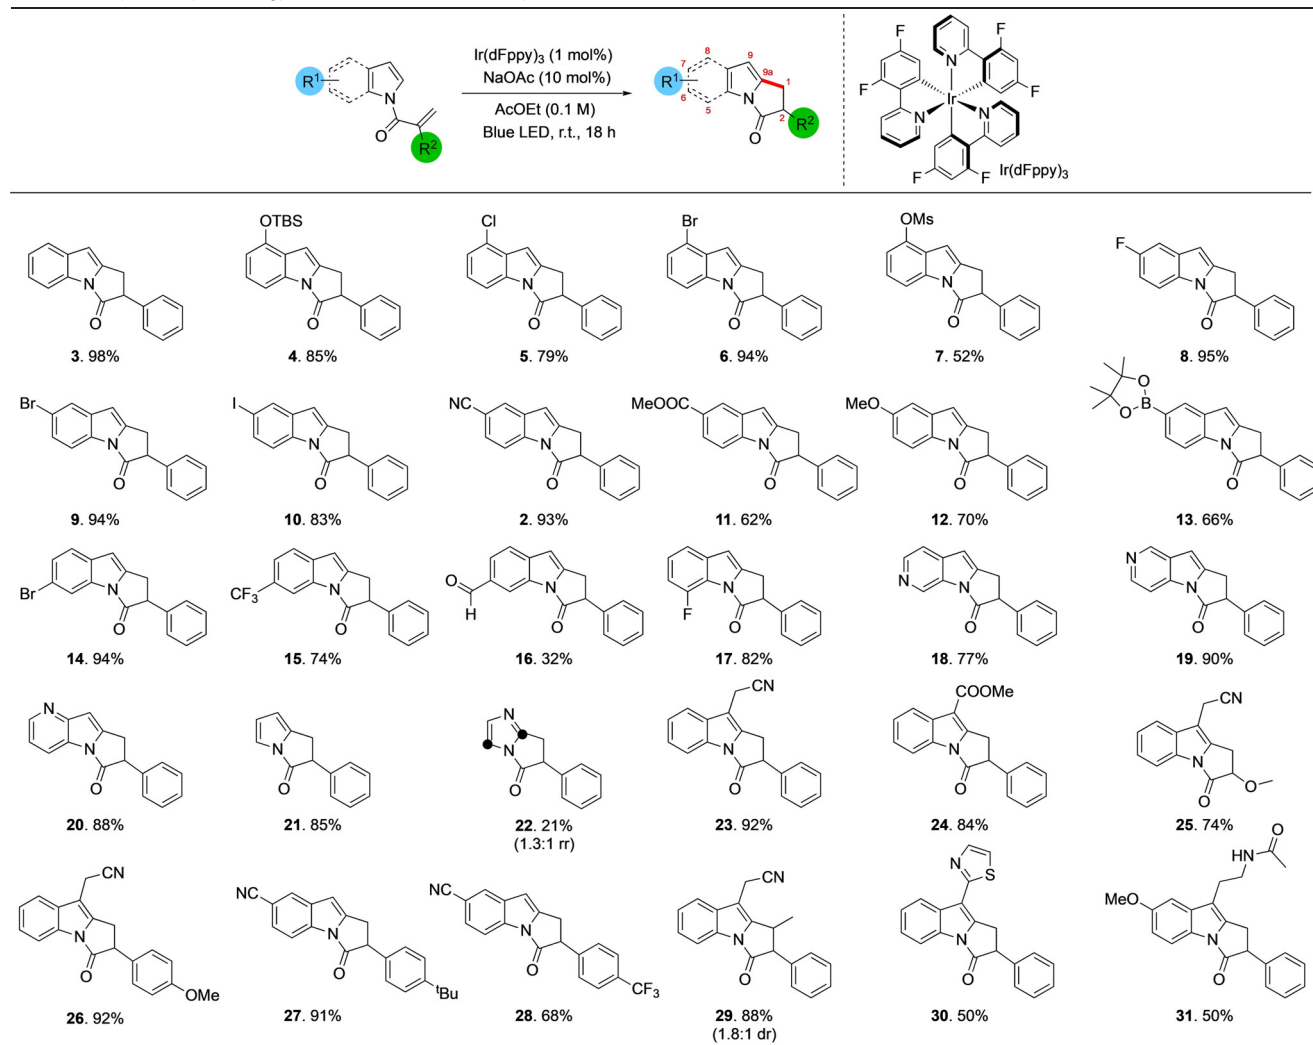 Ir(dFppy)3 (1 mol%)
NaOAc (10 mol%)
AcOEt (0.1 M)
Blue LED, r.t., 18 h
R1
N
O
R2
R1
8
7
6
5
9
9a
1
2
N
O
R2
F
F
N
F
F
Ir
N
N
F
F
Ir(dFppy)3
N
O
3. 98%
OTBS
N
O
4. 85%
Cl
N
O
5. 79%
Br
N
O
6. 94%
OMs
N
O
7. 52%
F
N
O
8. 95%
Br
N
O
9. 94%
I
N
O
10. 83%
NC
N
O
2. 93%
MeOOC
N
O
11. 62%
MeO
N
O
12. 70%
O
B
O
N
O
13. 66%
Br
N
O
14. 94%
CF3
N
O
15. 74%
O
H
N
O
16. 32%
F
N
O
17. 82%
N
N
O
18. 77%
N
N
O
19. 90%
N
N
O
20. 88%
N
O
21. 85%
N
N
O
22. 21%
(1.3:1 rr)
CN
N
O
23. 92%
COOMe
N
O
24. 84%
CN
N
O
O
25. 74%
CN
N
O
OMe
26. 92%
NC
N
O
tBu
27. 91%
NC
N
O
CF3
28. 68%
CN
N
O
29. 88%
(1.8:1 dr)
N
S
N
O
30. 50%
O
HN
MeO
N
O
31. 50%